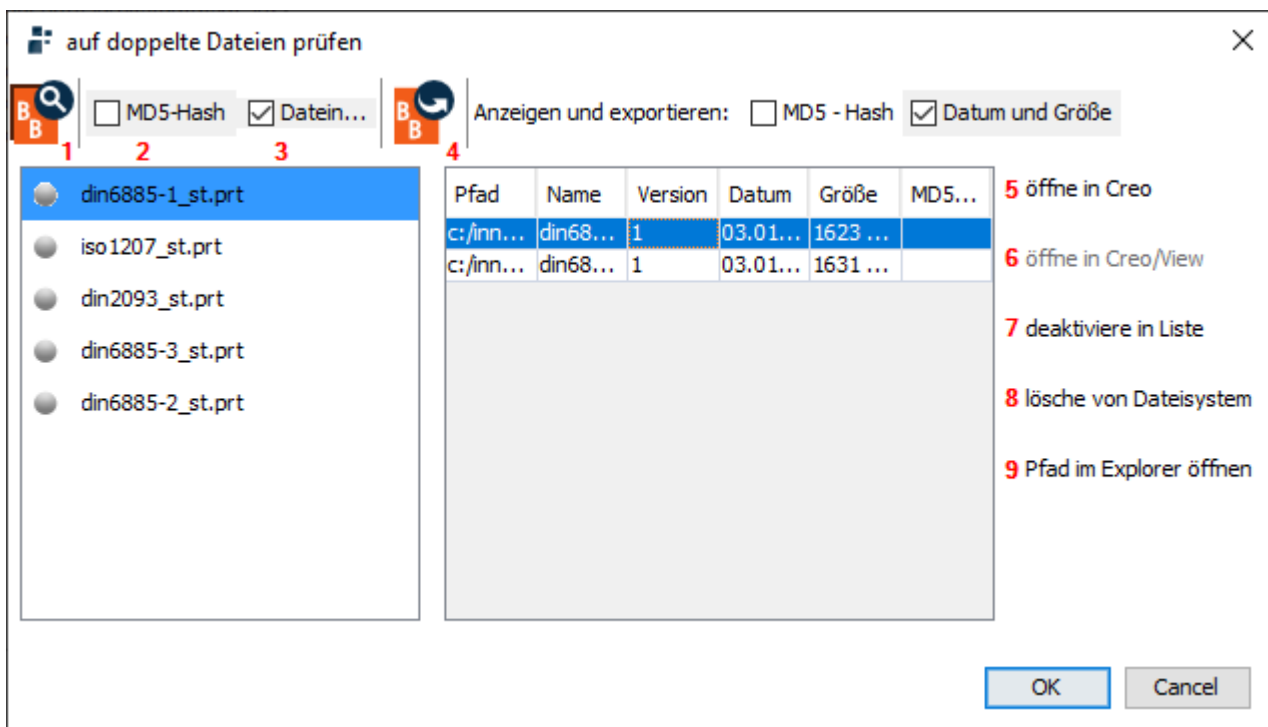 auf doppelte Dateien prüfen
BB MD5-Hash Datein... BB Anzeigen und exportieren: MD5 - Hash Datum und Größe
1 2 3 4
din6885-1_st.prt
iso1207_st.prt
din2093_st.prt
din6885-3_st.prt
din6885-2_st.prt
Pfad Name Version Datum Größe MD5...
c:/inn... din68... 1 03.01... 1623 ...
c:/inn... din68... 1 03.01... 1631 ...
5 öffne in Creo
6 öffne in Creo/View
7 deaktiviere in Liste
8 lösche von Dateisystem
9 Pfad im Explorer öffnen
OK Cancel